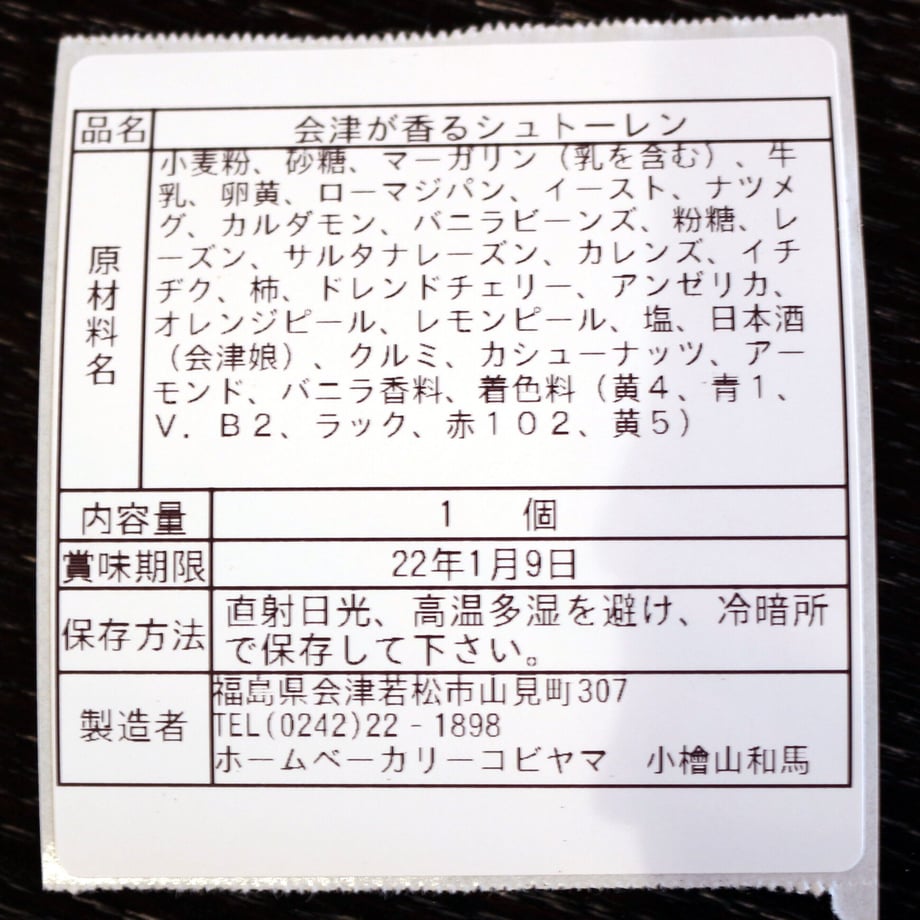 品名 会津が香るシュトーレン
原材料名
小麦粉、砂糖、マーガリン（乳を含む）、牛
乳、卵黄、ローマジパン、イースト、ナツメ
グ、カルダモン、バニラビーンズ、粉糖、レ
ーズン、サルタナレーズン、カレンズ、イチ
ヂク、柿、ドレンドチェリー、アンゼリカ、
オレンジピール、レモンピール、塩、日本酒
（会津娘）、クルミ、カシューナッツ、アー
モンド、バニラ香料、着色料（黄４、青１、
Ｖ．Ｂ２、ラック、赤１０２、黄５）
内容量 1 個
賞味期限 22年1月9日
保存方法 直射日光、高温多湿を避け、冷暗所
で保存して下さい。
製造者 福島県会津若松市山見町307
TEL(0242)22‐1898
ホームベーカリーコビヤマ 小檜山和馬